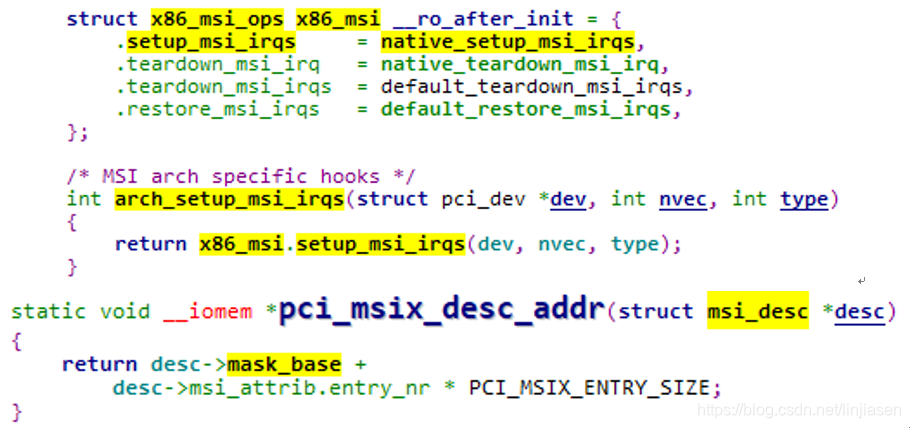 struct x86_msi_ops x86_msi __ro_after_init = {
.setup_msi_irqs = native_setup_msi_irqs,
.teardown_msi_irq = native_teardown_msi_irq,
.teardown_msi_irqs = default_teardown_msi_irqs,
.restore_msi_irqs = default_restore_msi_irqs,
};
/* MSI arch specific hooks */
int arch_setup_msi_irqs(struct pci_dev *dev, int nvec, int type)
{
return x86_msi.setup_msi_irqs(dev, nvec, type);
}
static void __iomem *pci_msix_desc_addr(struct msi_desc *desc)
{
return desc->mask_base +
desc->msi_attrib.entry_nr * PCI_MSIX_ENTRY_SIZE;
}
https://blog.csdn.net/linjiasen